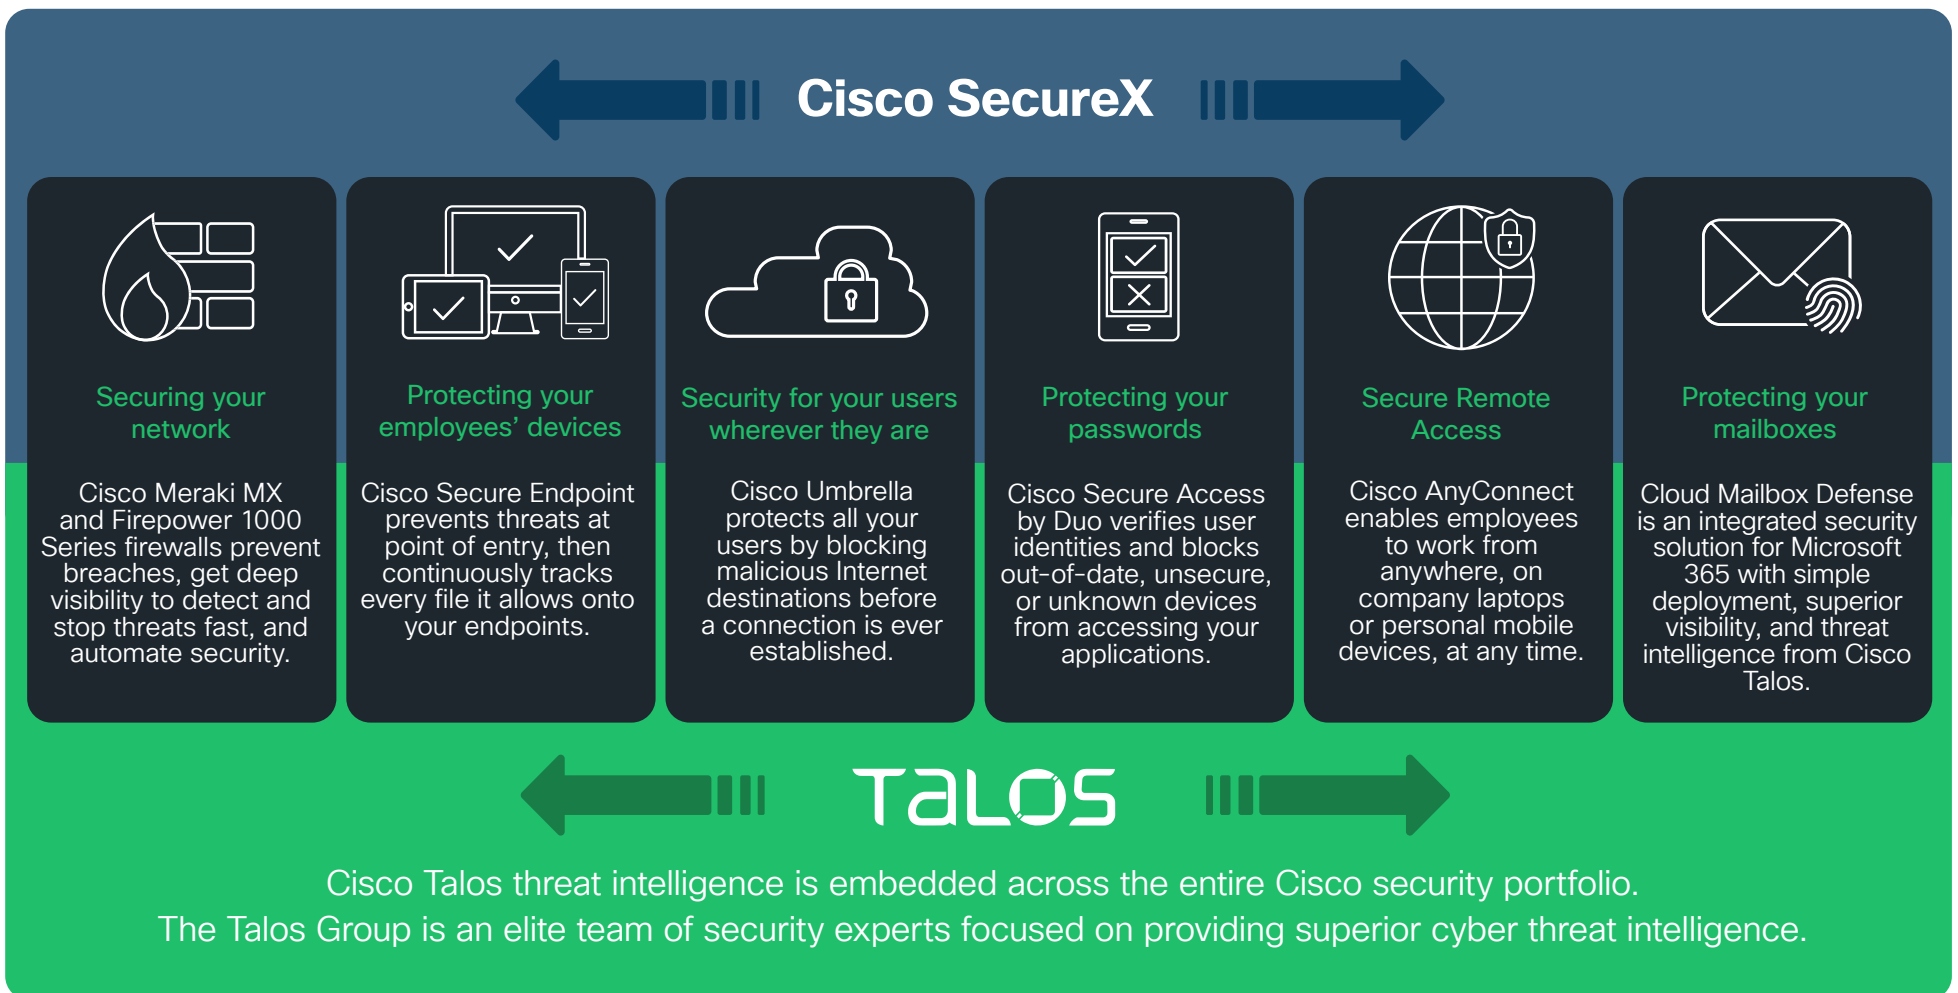 Cisco SecureX
Securing your
network
Cisco Meraki MX
and Firepower 1000
Series firewalls prevent
breaches, get deep
visibility to detect and
stop threats fast, and
automate security.
Protecting your
employees’ devices
Cisco Secure Endpoint
prevents threats at
point of entry, then
continuously tracks
every file it allows onto
your endpoints.
Security for your users
wherever they are
Cisco Umbrella
protects all your
users by blocking
malicious Internet
destinations before
a connection is ever
established.
Protecting your
passwords
Cisco Secure Access
by Duo verifies user
identities and blocks
out-of-date, unsecure,
or unknown devices
from accessing your
applications.
Secure Remote
Access
Cisco AnyConnect
enables employees
to work from
anywhere, on
company laptops
or personal mobile
devices, at any time.
Protecting your
mailboxes
Cloud Mailbox Defense
is an integrated security
solution for Microsoft
365 with simple
deployment, superior
visibility, and threat
intelligence from Cisco
Talos.
TALOS
Cisco Talos threat intelligence is embedded across the entire Cisco security portfolio.
The Talos Group is an elite team of security experts focused on providing superior cyber threat intelligence.